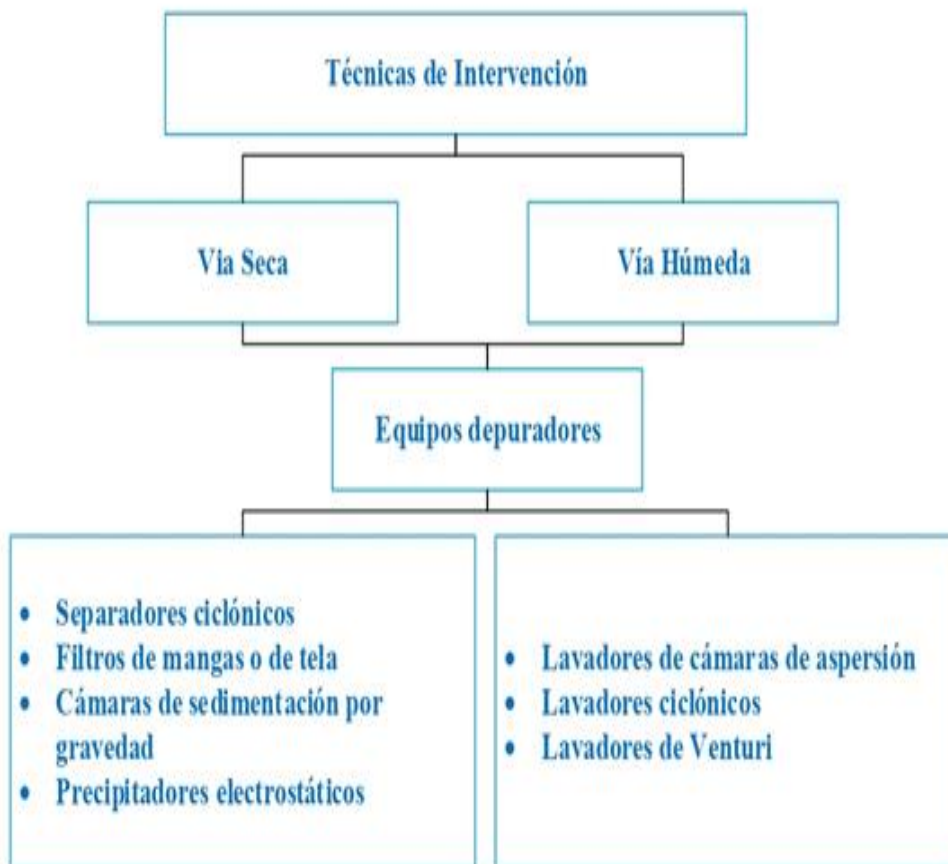 Técnicas de Intervención
Via Seca
Vía Húmeda
Equipos depuradores
• Separadores ciclónicos
• Filtros de mangas o de tela
• Cámaras de sedimentación por
gravedad
• Precipitadores electrostáticos
• Lavadores de cámaras de aspersión
• Lavadores ciclónicos
• Lavadores de Venturi